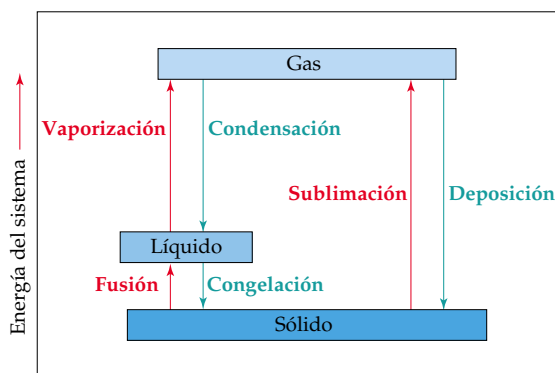 Gas
Vaporización
Condensación
Sublimación
Deposición
Energía del sistema
Líquido
Fusión
Congelación
Sólido